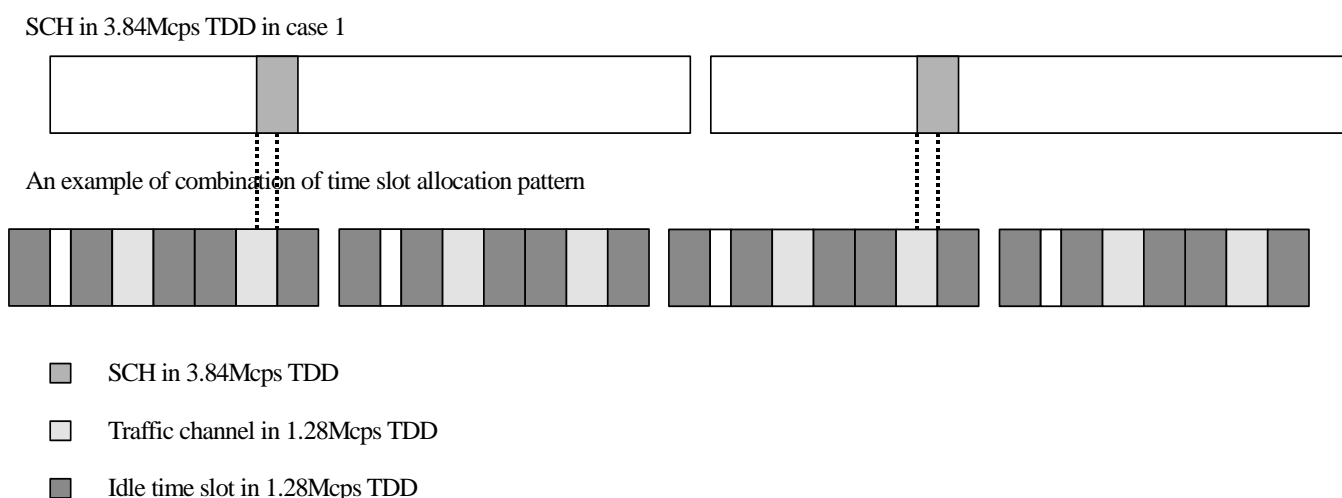 SCH in 3.84Mcps TDD in case 1
An example of combination of time slot allocation pattern
SCH in 3.84Mcps TDD
Traffic channel in 1.28Mcps TDD
Idle time slot in 1.28Mcps TDD